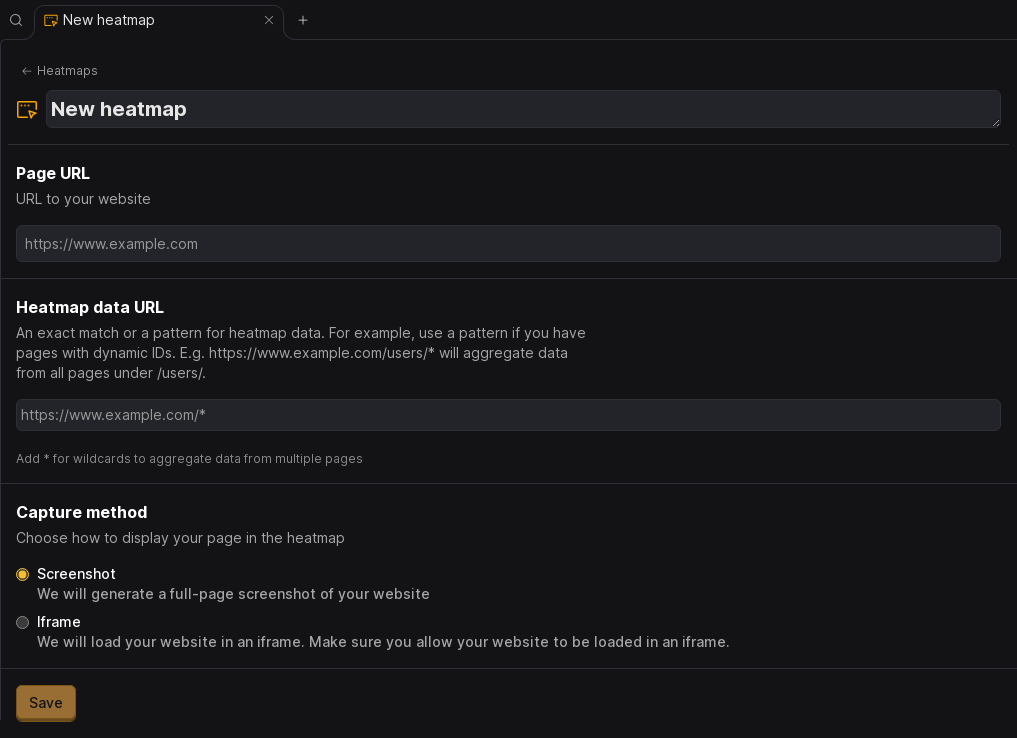 New heatmap
← Heatmaps
New heatmap
Page URL
URL to your website
https://www.example.com
Heatmap data URL
An exact match or a pattern for heatmap data. For example, use a pattern if you have
pages with dynamic IDs. E.g. https://www.example.com/users/* will aggregate data
from all pages under /users/.
https://www.example.com/*
Add * for wildcards to aggregate data from multiple pages
Capture method
Choose how to display your page in the heatmap
Screenshot
We will generate a full-page screenshot of your website
Iframe
We will load your website in an iframe. Make sure you allow your website to be loaded in an iframe.
Save